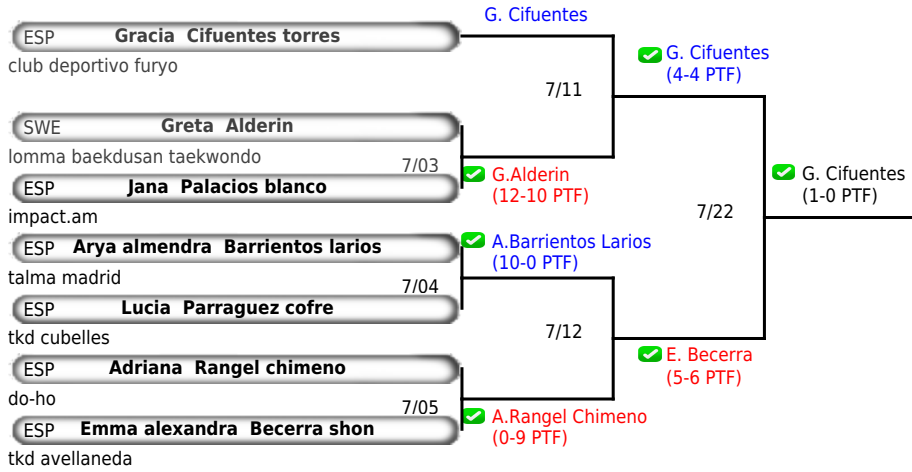 G. Cifuentes
ESP Gracia Cifuentes torres
club deportivo furyo
G. Cifuentes
(4-4 PTF)
7/11
SWE Greta Alderin
lomma baekdusan taekwondo
7/03
G.Alderin
(12-10 PTF)
ESP Jana Palacios blanco
impact.am
G. Cifuentes
(1-0 PTF)
7/22
ESP Arya almendra Barrientos larios
talma madrid
A.Barrientos Larios
(10-0 PTF)
7/04
ESP Lucia Parraguez cofre
tkd cubelles
7/12
E. Becerra
(5-6 PTF)
ESP Adriana Rangel chimeno
do-ho
7/05
A.Rangel Chimeno
(0-9 PTF)
ESP Emma alexandra Becerra shon
tkd avellaneda